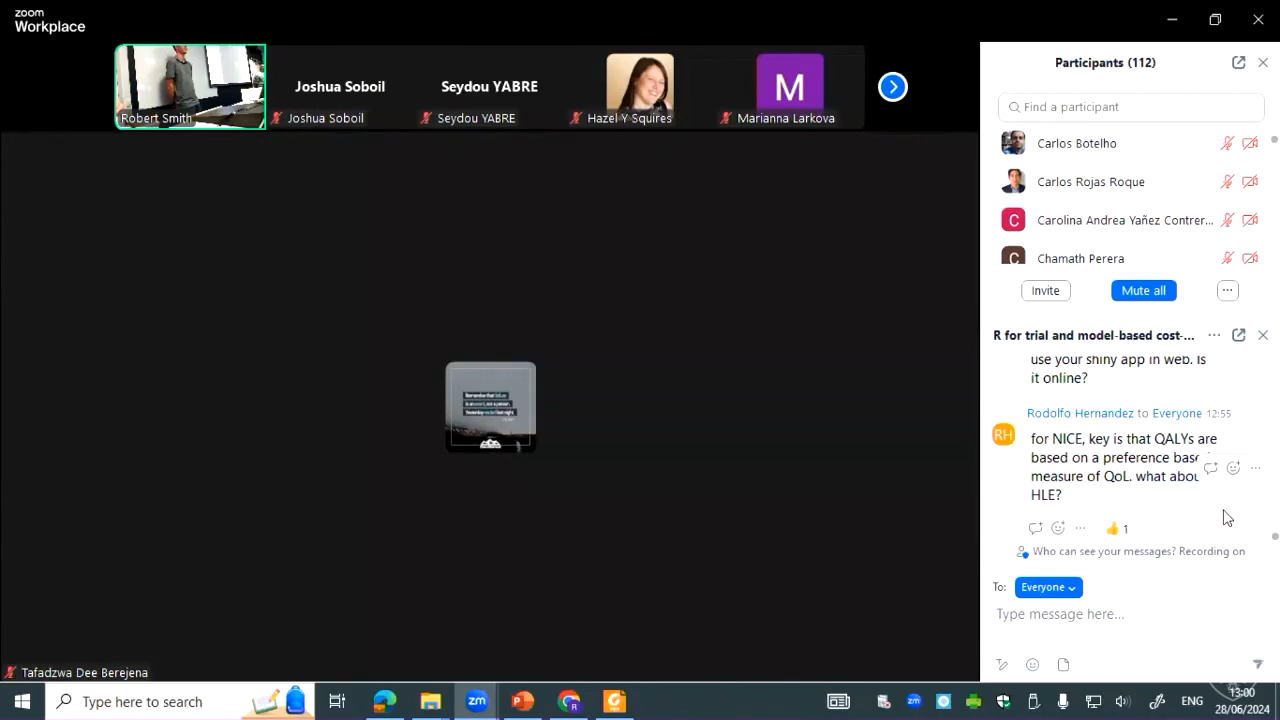 zoom
Workplace
Robert Smith
Joshua Soboil
Joshua Soboil
Seydou YABRE
Seydou YABRE
Hazel Y Squires
M
Marianna Larkova
Participants (112)
Find a participant
Carlos Botelho
Carlos Rojas Roque
C
Carolina Andrea Yañez Contrer...
C
Chamath Perera
Invite
Mute all
R for trial and model-based cost-...
use your shiny app in web. Is
it online?
Rodolfo Hernandez to Everyone 12:55
RH
for NICE, key is that QALYs are
based on a preference
measure of QoL. what
HLE?
👍 1
Who can see your messages? Recording on
To: Everyone
Type message here...
Tafadzwa Dee Berejena
Type here to search
zm
P
R
zm
ENG
13:00
28/06/2024